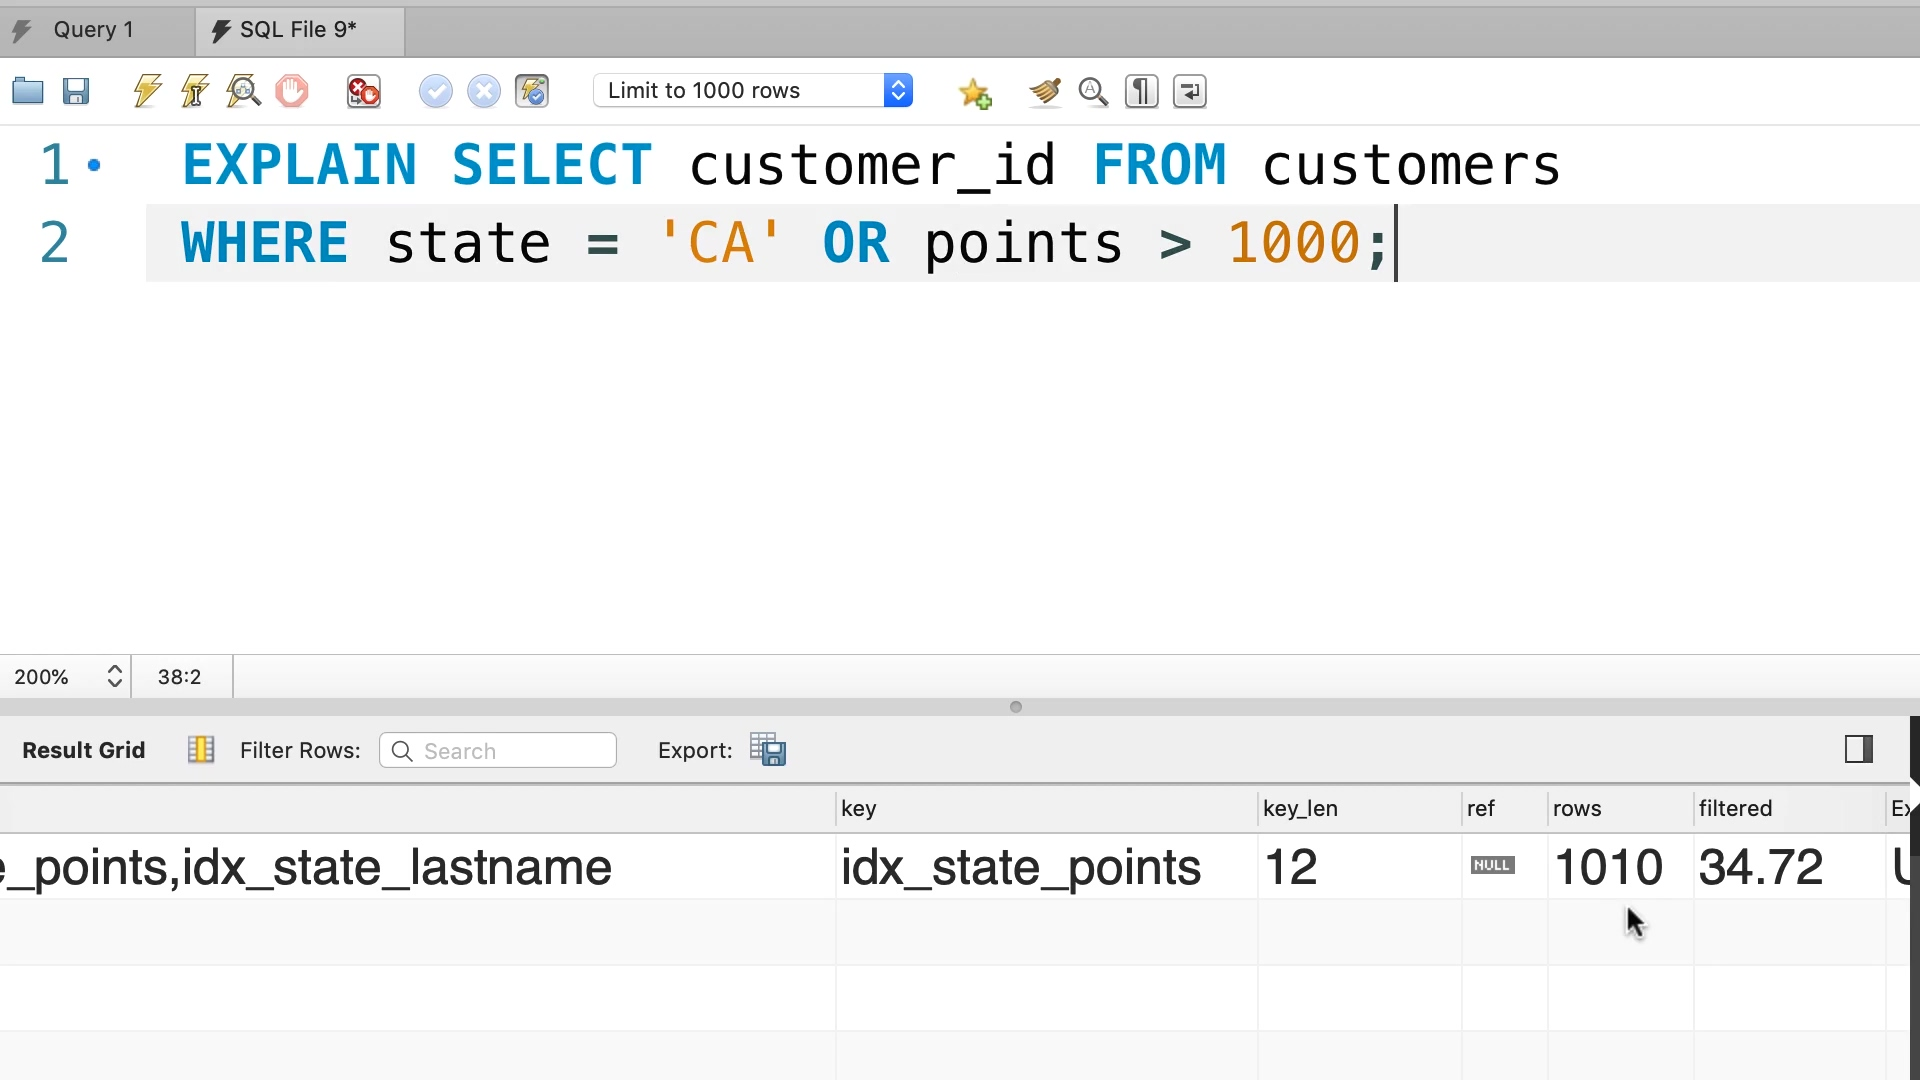 Query 1
SQL File 9*
Limit to 1000 rows
1 EXPLAIN SELECT customer_id FROM customers
2 WHERE state = 'CA' OR points > 1000;
200%
38:2
Result Grid
Filter Rows:
Search
Export:
key
key_len
ref
rows
filtered
Ex
e_points,idx_state_lastname
idx_state_points
12
NULL
1010
34.72
U